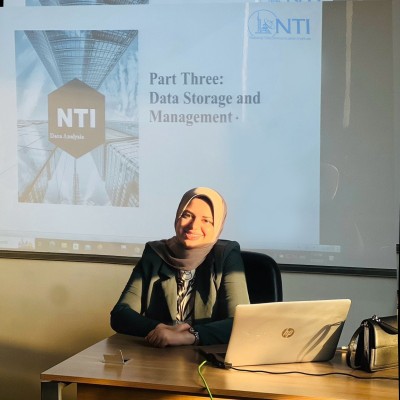 NTI
Part Three:
Data Storage and
Management -
NTI
Data Analysis
hp